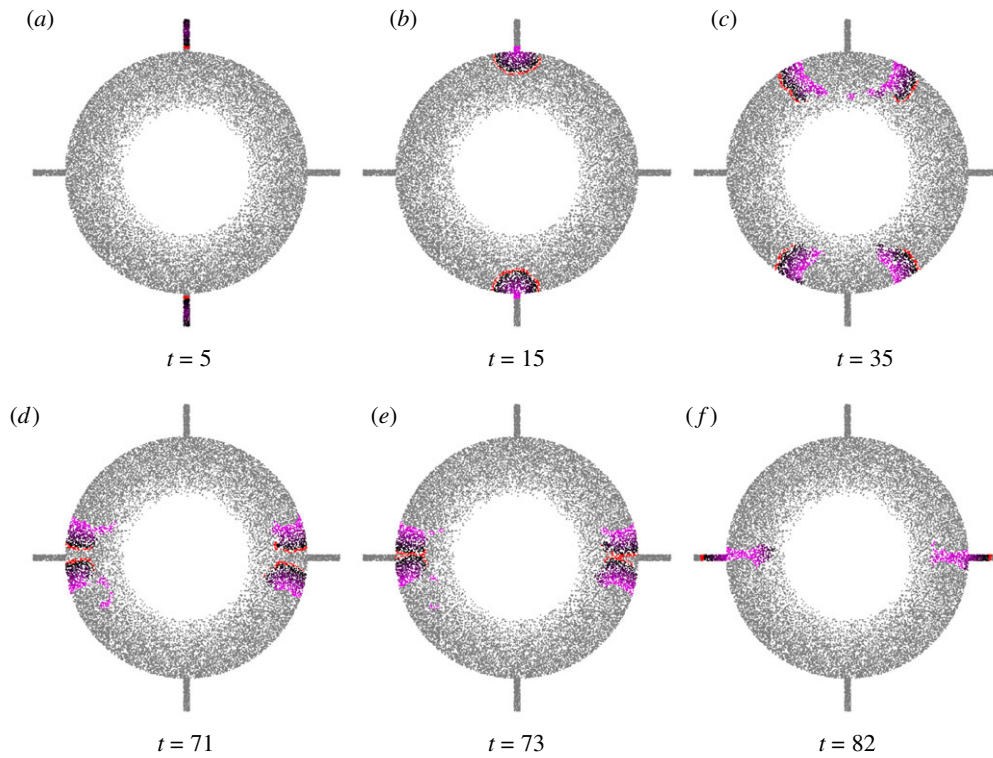 (a)
(b)
(c)
t = 5
t = 15
t = 35
(d)
(e)
(f)
t = 71
t = 73
t = 82